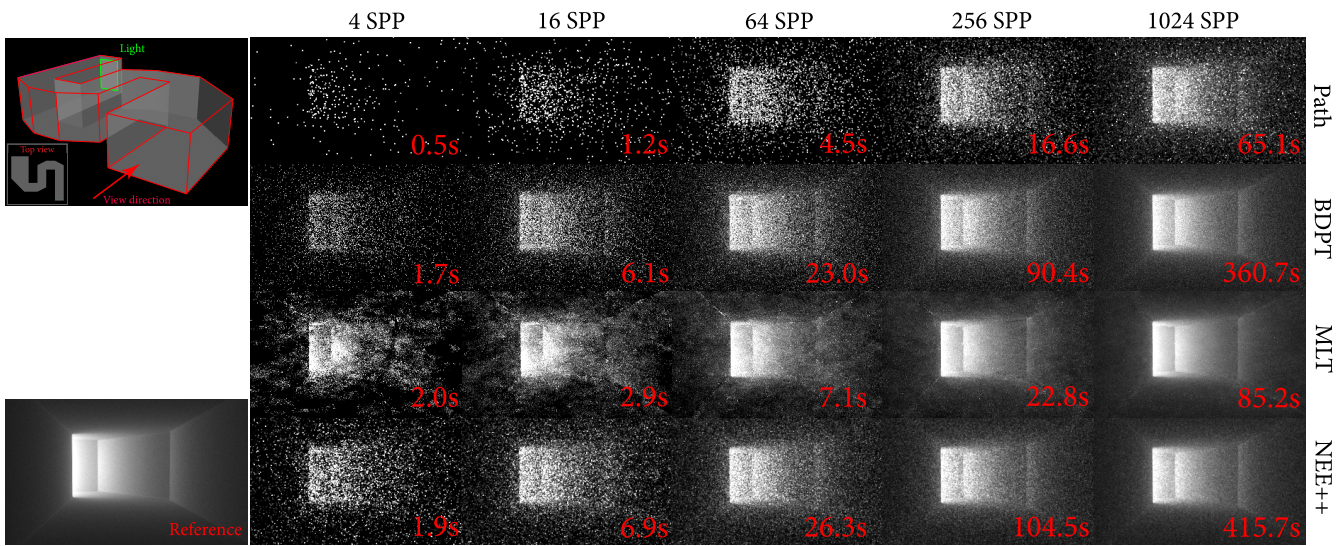 4 SPP 16 SPP 64 SPP 256 SPP 1024 SPP
Light
Top view
View direction
0.5s 1.2s 4.5s 16.6s 65.1s
Path
1.7s 6.1s 23.0s 90.4s 360.7s
BDPT
2.0s 2.9s 7.1s 22.8s 85.2s
MLT
Reference
1.9s 6.9s 26.3s 104.5s 415.7s
NEE++